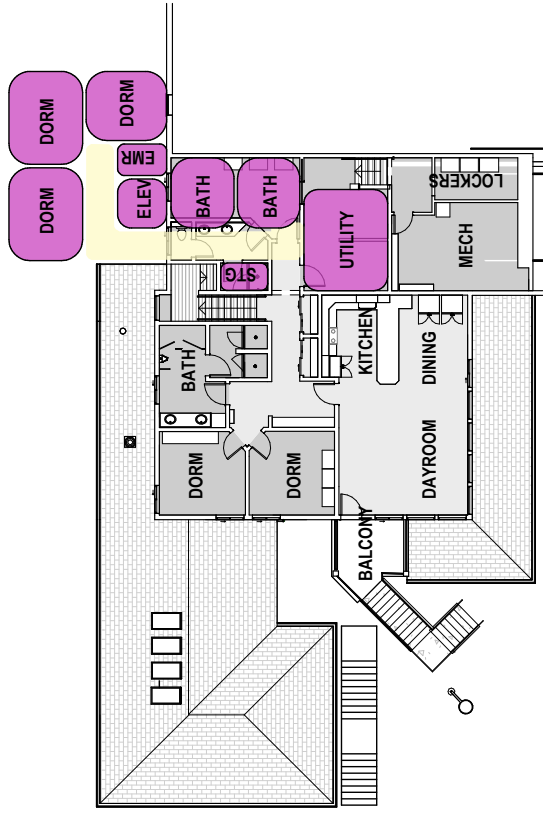 DORM
DORM
DORM
EMR
ELEV
BATH
BATH
STG
UTILITY
LOCKERS
MECH
BATH
KITCHEN
DINING
DORM
DORM
DAYROOM
BALCONY